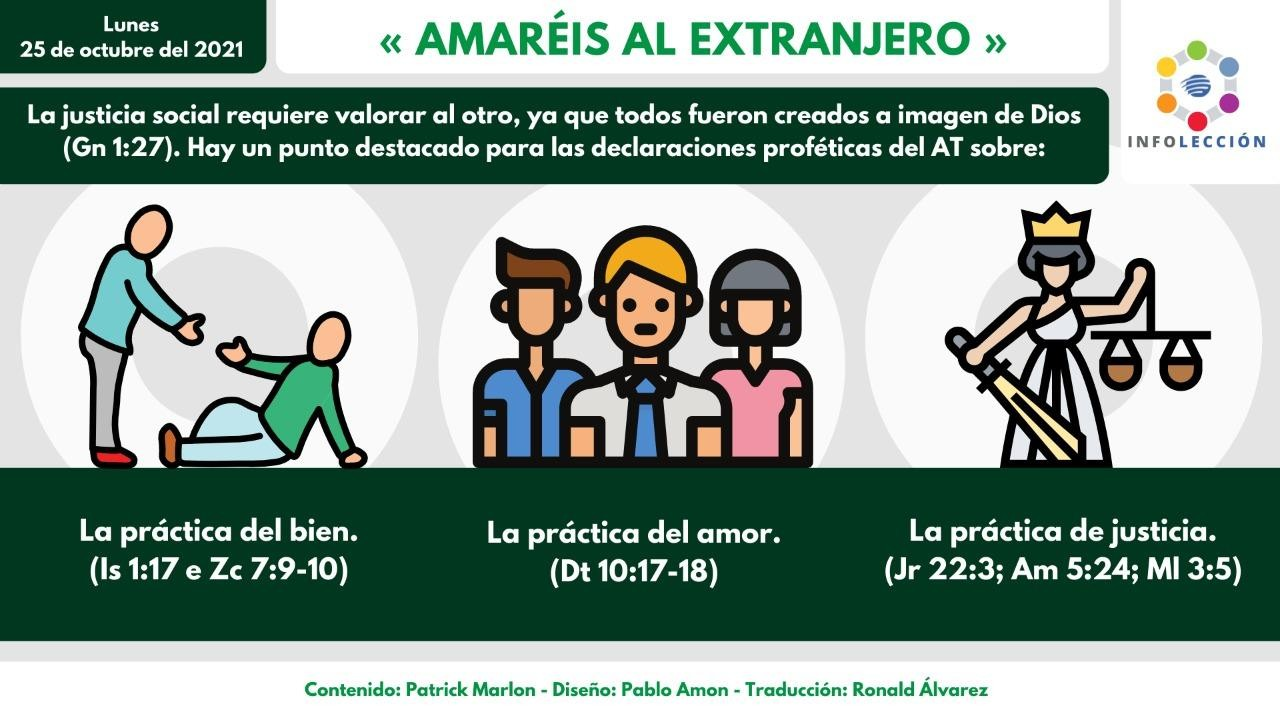 Lunes
25 de octubre del 2021
« AMARÉIS AL EXTRANJERO »
INFOLECCIÓN
La justicia social requiere valorar al otro, ya que todos fueron creados a imagen de Dios
(Gn 1:27). Hay un punto destacado para las declaraciones proféticas del AT sobre:
La práctica del bien.
(Is 1:17 e Zc 7:9-10)
La práctica del amor.
(Dt 10:17-18)
La práctica de justicia.
(Jr 22:3; Am 5:24; Ml 3:5)
Contenido: Patrick Marlon - Diseño: Pablo Amon - Traducción: Ronald Álvarez